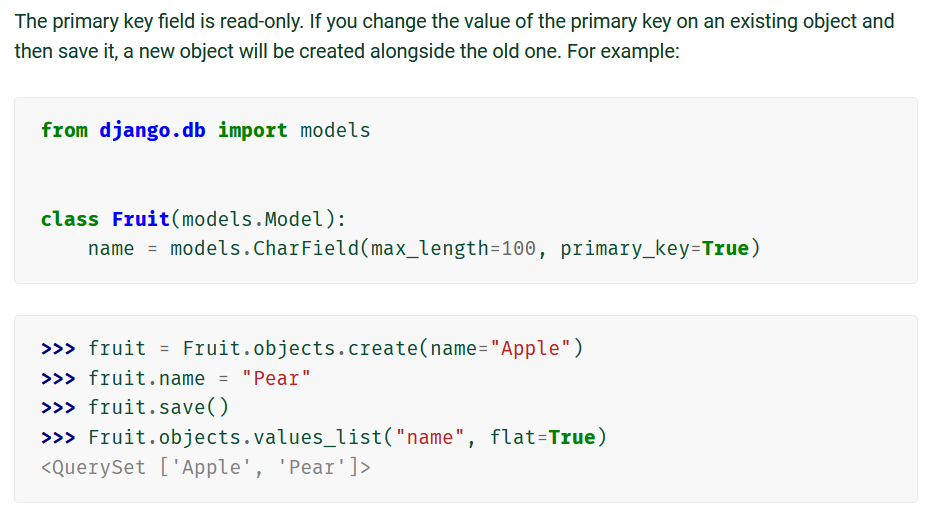 The primary key field is read-only. If you change the value of the primary key on an existing object and
then save it, a new object will be created alongside the old one. For example:
from django.db import models
class Fruit(models.Model):
    name = models.CharField(max_length=100, primary_key=True)
>>> fruit = Fruit.objects.create(name="Apple")
>>> fruit.name = "Pear"
>>> fruit.save()
>>> Fruit.objects.values_list("name", flat=True)
<QuerySet ['Apple', 'Pear']>